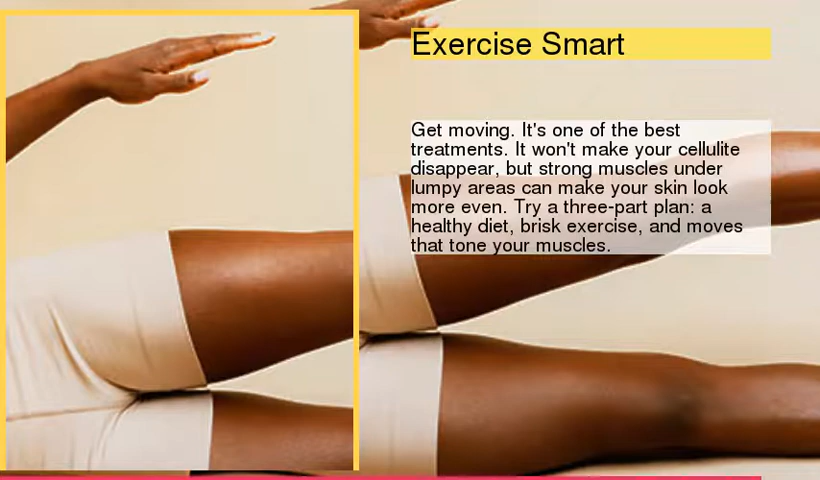 Exercise Smart
Get moving. It's one of the best
treatments. It won't make your cellulite
disappear, but strong muscles under
lumpy areas can make your skin look
more even. Try a three-part plan: a
healthy diet, brisk exercise, and moves
that tone your muscles.